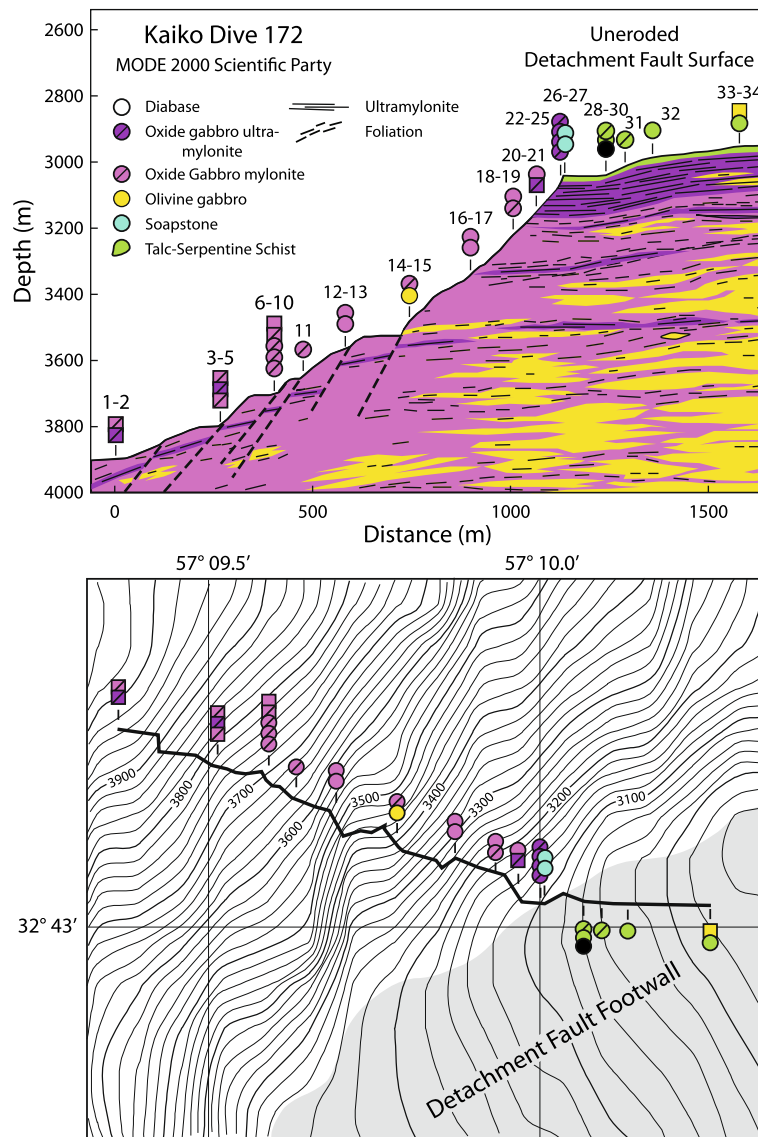 Kaiko Dive 172
MODE 2000 Scientific Party
Uneroded
Detachment Fault Surface
Diabase
Oxide gabbro ultra-
mylonite
Oxide Gabbro mylonite
Olivine gabbro
Soapstone
Talc-Serpentine Schist
Ultramylonite
Foliation
2600
2800
3000
3200
3400
3600
3800
4000
Depth (m)
1-2
3-5
6-10
11
12-13
14-15
16-17
18-19
20-21
22-25
26-27
28-30
31
32
33-34
0
500
1000
1500
Distance (m)
57° 09.5′
57° 10.0′
3900
3800
3700
3600
3500
3400
3300
3200
3100
32° 43′
Detachment Fault Footwall